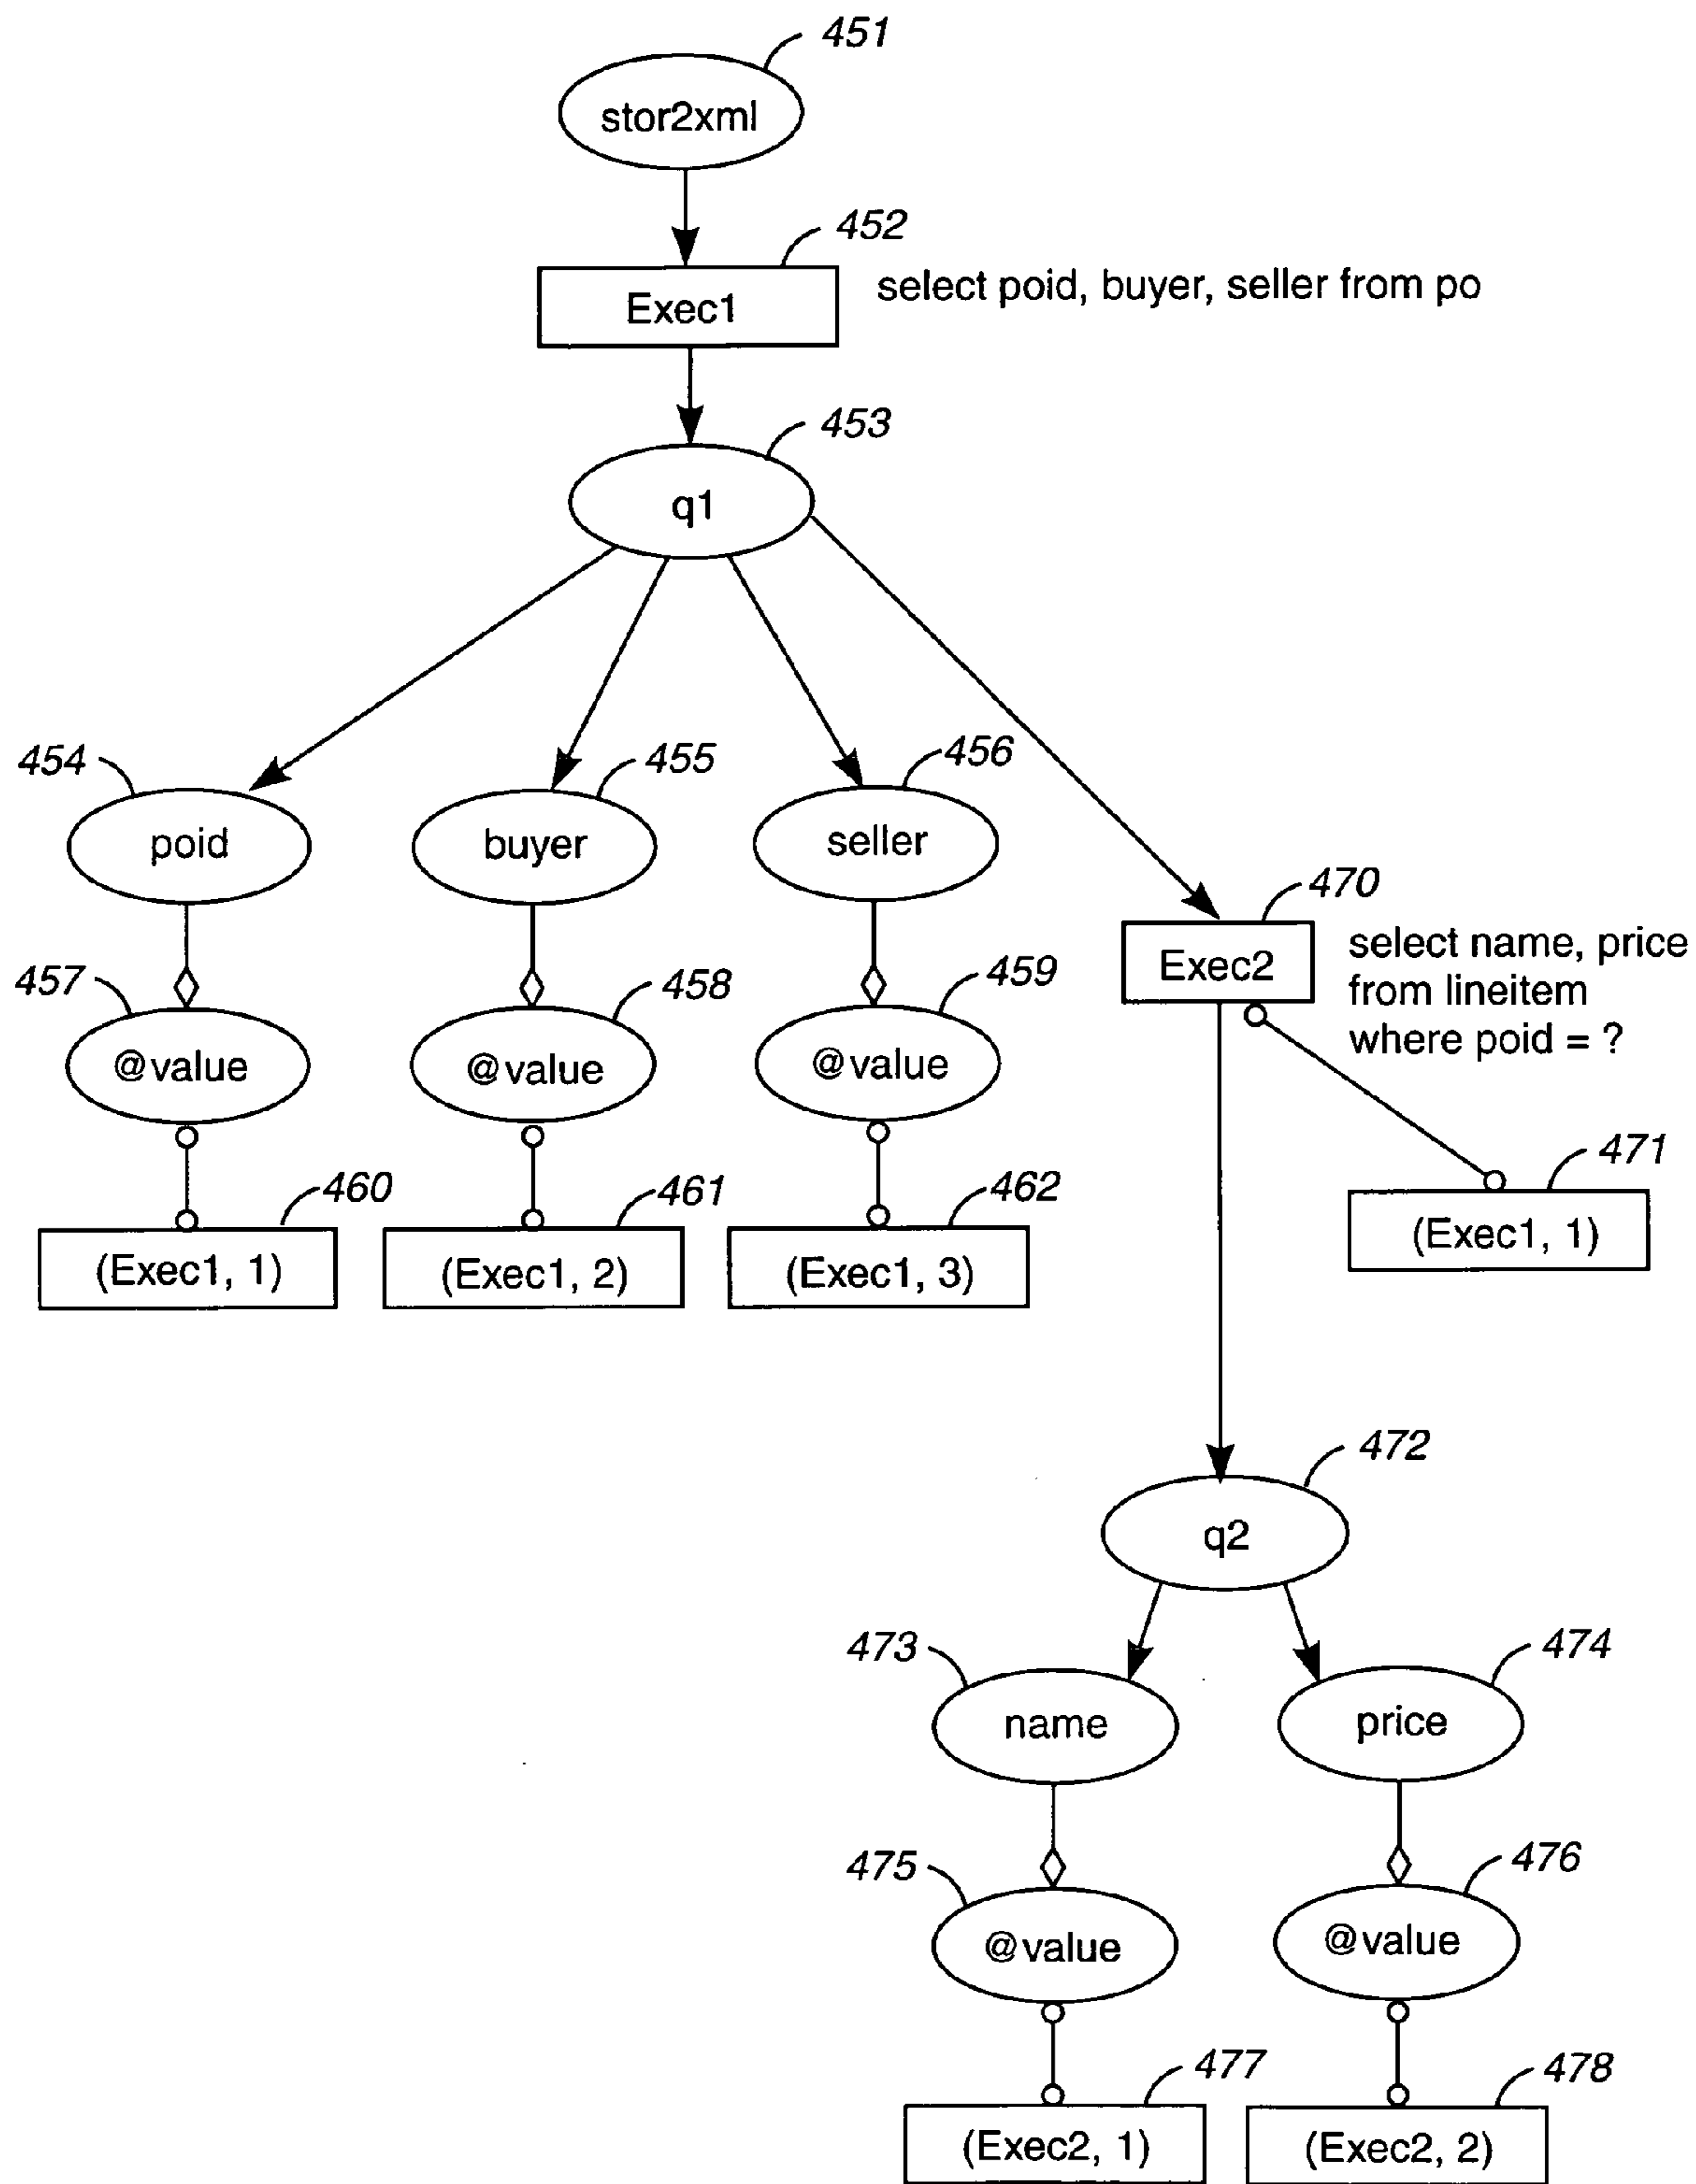 451
stor2xml
452
Exec1
select poid, buyer, seller from po
453
q1
454
455
456
poid
buyer
seller
470
Exec2
select name, price
from lineitem
where poid = ?
457
458
459
@value
@value
@value
471
(Exec1, 1)
460
461
462
(Exec1, 1)
(Exec1, 2)
(Exec1, 3)
472
q2
473
474
name
price
475
476
@value
@value
477
478
(Exec2, 1)
(Exec2, 2)